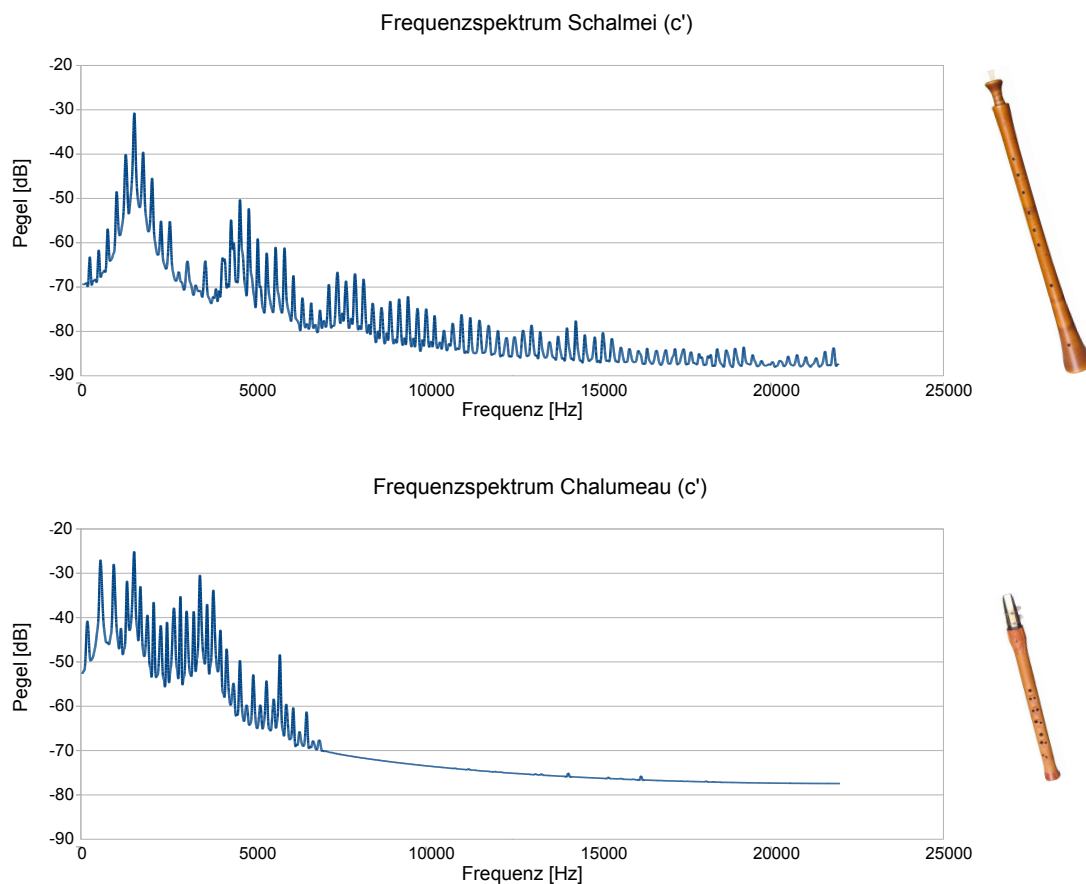 Frequenzspektrum Schalmei (c')
-20
-30
-40
-50
-60
-70
-80
-90
Pegel [dB]
0 5000 10000 15000 20000 25000
Frequenz [Hz]
Frequenzspektrum Chalumeau (c')
-20
-30
-40
-50
-60
-70
-80
-90
Pegel [dB]
0 5000 10000 15000 20000 25000
Frequenz [Hz]